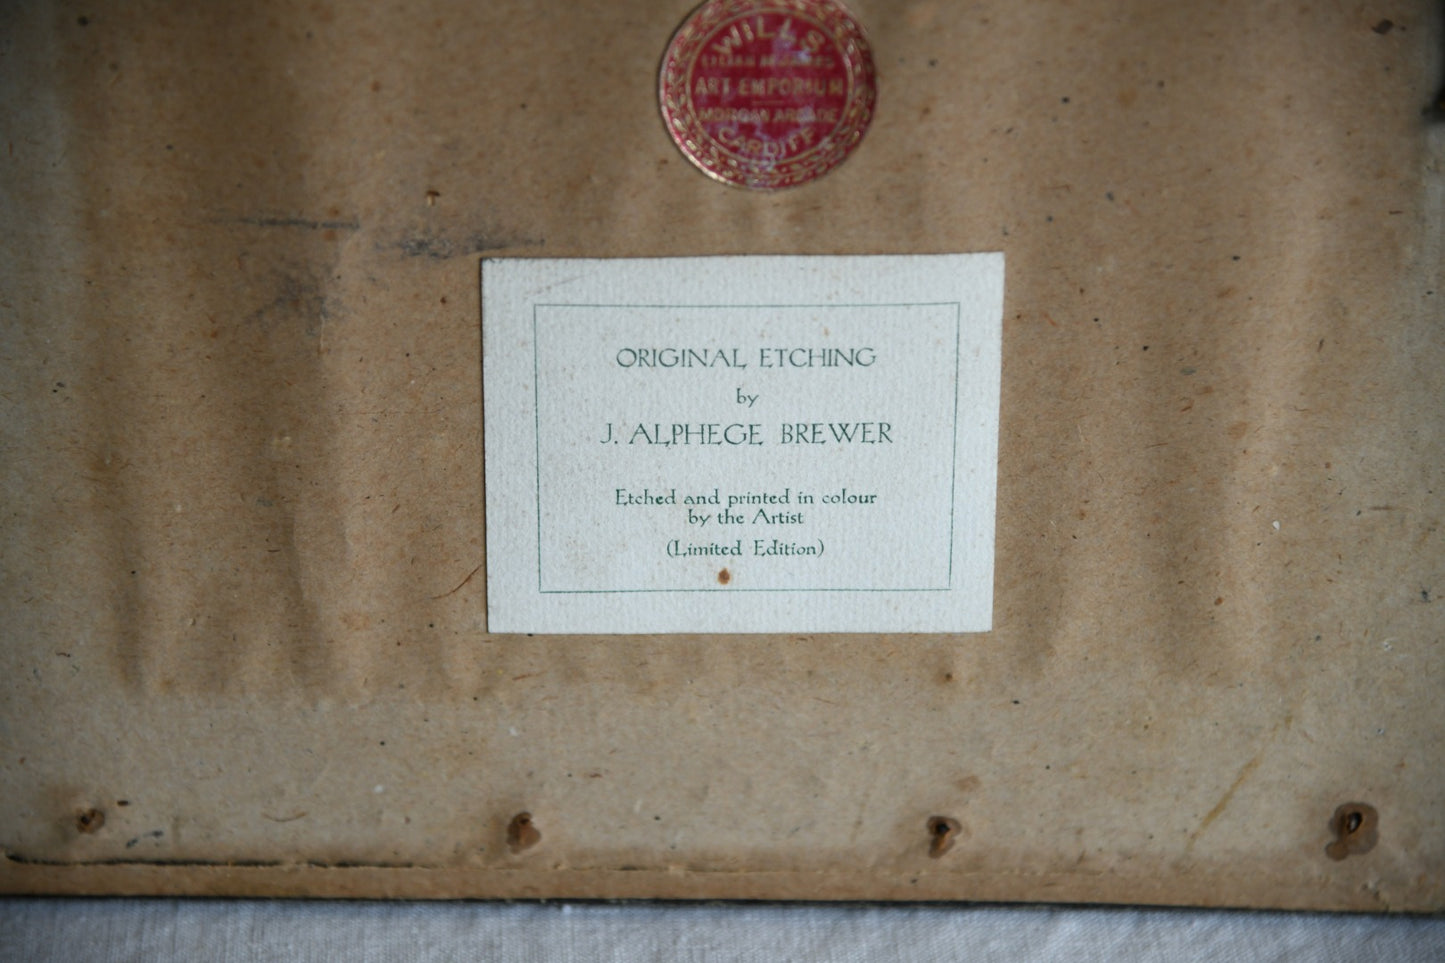 WILLS
ART EMPORIUM
MORGAN ARCADE
CARDIFF
ORIGINAL ETCHING
by
J. ALPHEGE BREWER
Etched and printed in colour
by the Artist
(Limited Edition)